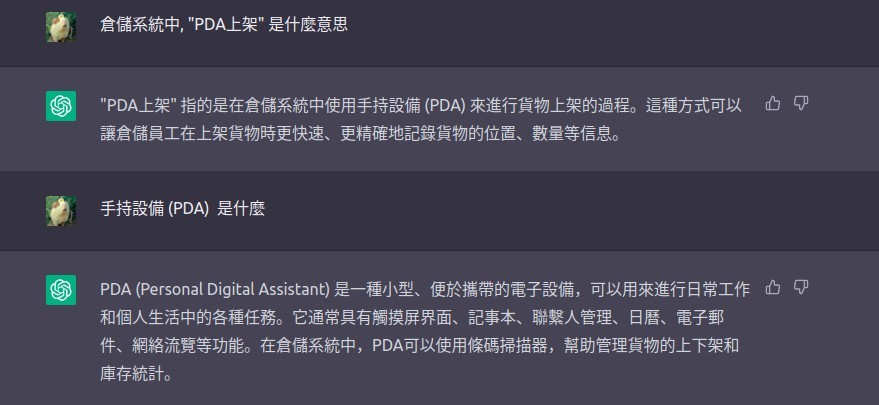 倉儲系統中, "PDA上架" 是什麼意思
"PDA上架" 指的是在倉儲系統中使用手持設備 (PDA) 來進行貨物上架的過程。這種方式可以
讓倉儲員工在上架貨物時更快速、更精確地記錄貨物的位置、數量等信息。
手持設備 (PDA) 是什麼
PDA (Personal Digital Assistant) 是一種小型、便於攜帶的電子設備，可以用來進行日常工作
和個人生活中的各種任務。它通常具有觸摸屏界面、記事本、聯繫人管理、日曆、電子郵
件、網絡流覽等功能。在倉儲系統中，PDA可以使用條碼掃描器，幫助管理貨物的上下架和
庫存統計。